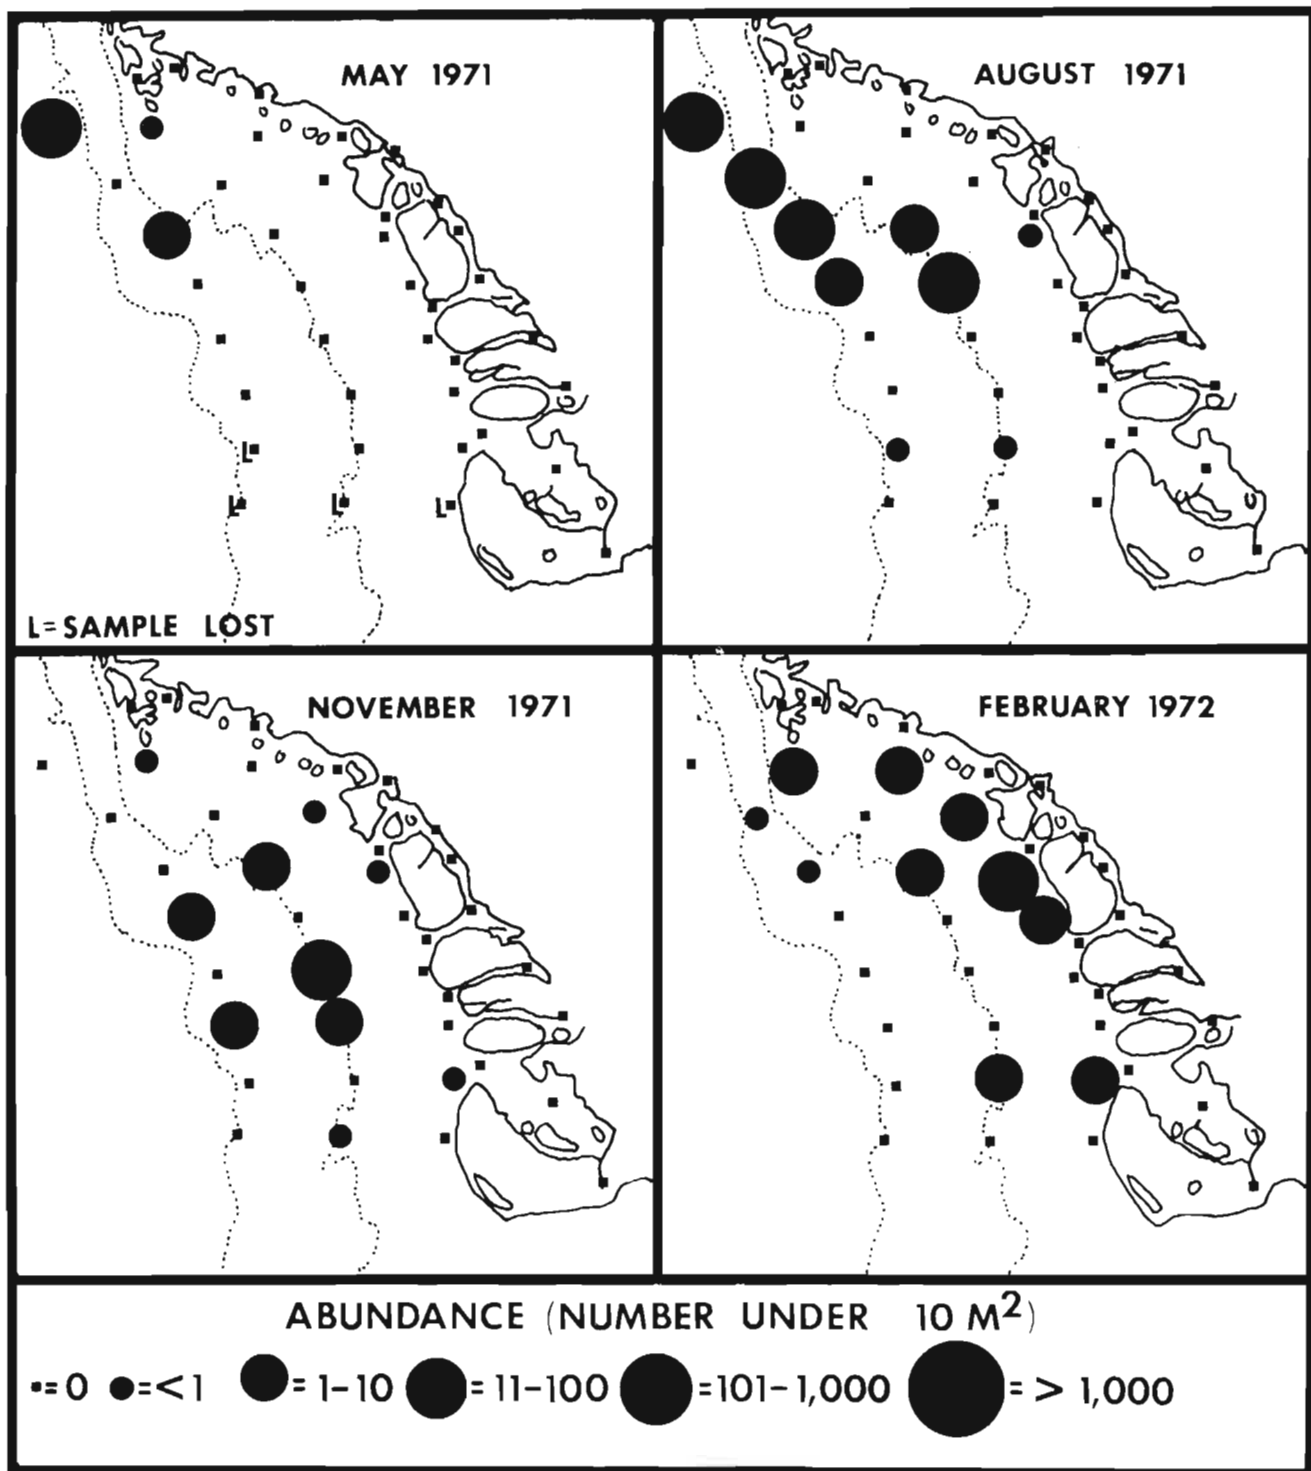 MAY 1971
AUGUST 1971
L
L
L
L
L=SAMPLE LOST
NOVEMBER 1971
FEBRUARY 1972
ABUNDANCE (NUMBER UNDER 10 M²)
=0 =<1 =1-10 =11-100 =101-1,000 => 1,000